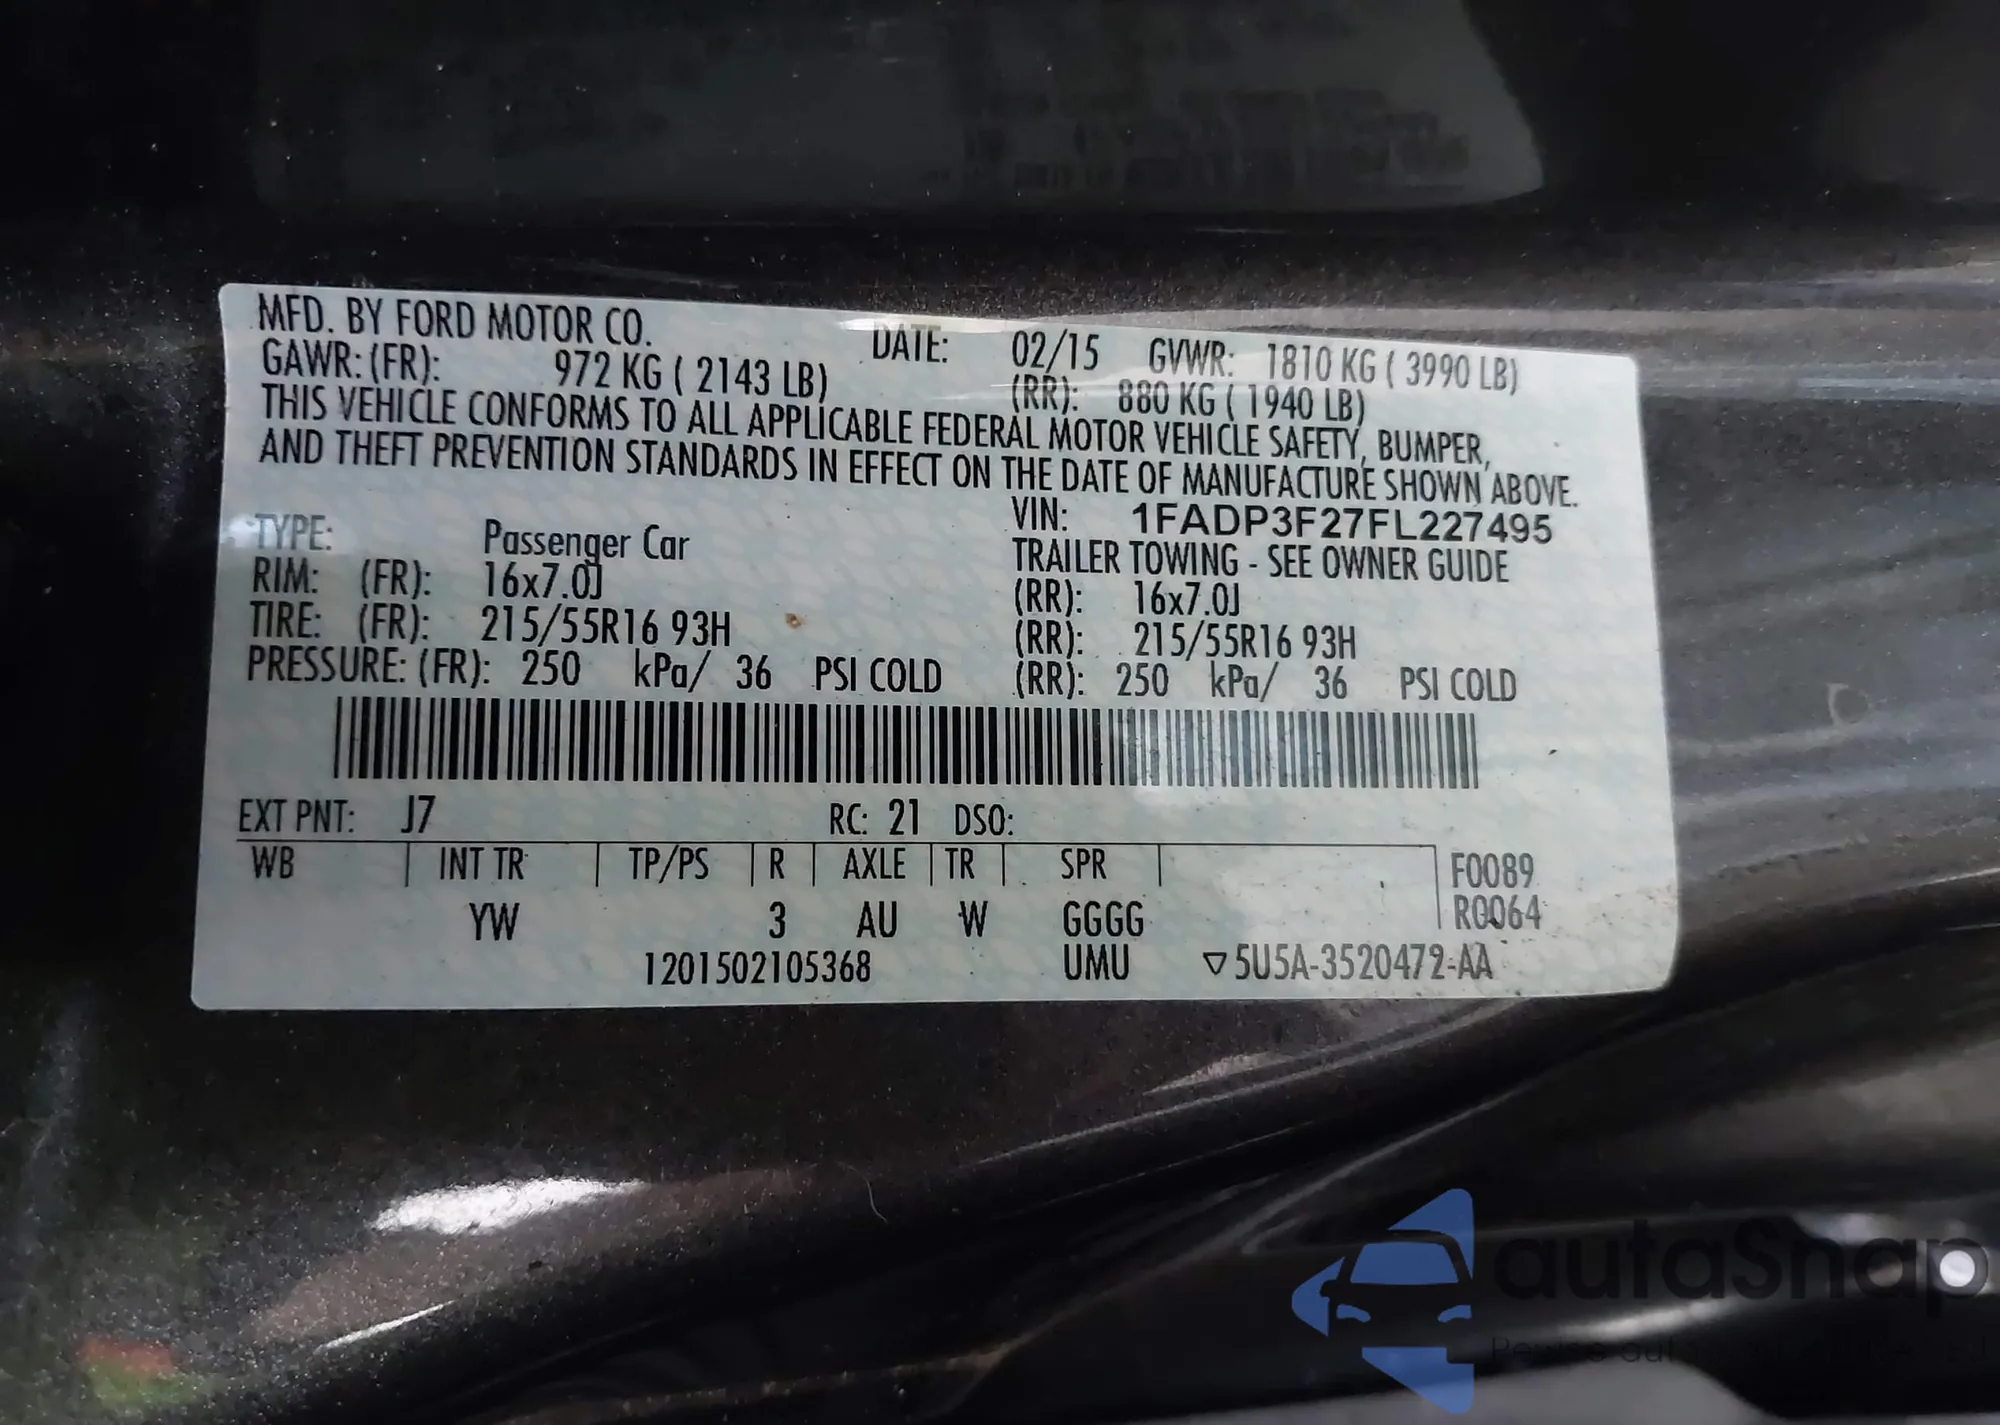 MFD. BY FORD MOTOR CO. DATE: 02/15 GVWR: 1810 KG ( 3990 LB)
GAWR: (FR): 972 KG ( 2143 LB) (RR): 880 KG ( 1940 LB)
THIS VEHICLE CONFORMS TO ALL APPLICABLE FEDERAL MOTOR VEHICLE SAFETY, BUMPER,
AND THEFT PREVENTION STANDARDS IN EFFECT ON THE DATE OF MANUFACTURE SHOWN ABOVE.
VIN: 1FADP3F27FL227495
TYPE: Passenger Car TRAILER TOWING - SEE OWNER GUIDE
RIM: (FR): 16x7.0J (RR): 16x7.0J
TIRE: (FR): 215/55R16 93H (RR): 215/55R16 93H
PRESSURE: (FR): 250 kPa/ 36 PSI COLD (RR): 250 kPa/ 36 PSI COLD
EXT PNT: J7 RC: 21 DSO:
WB INT TR TP/PS R AXLE TR SPR F0089
YW 3 AU W GGGG R0064
1201502105368 UMU ▽5U5A-3520472-AA
autaSnap